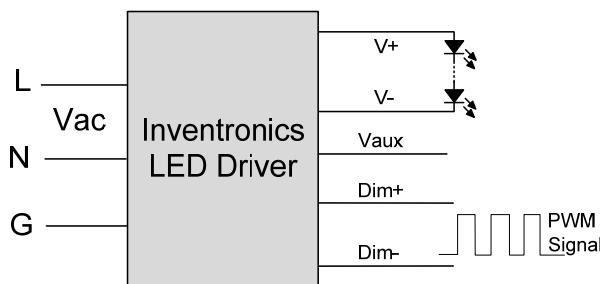 L
Vac
N
G
Inventronics
LED Driver
V+
V-
Vaux
Dim+
Dim-
PWM
Signal